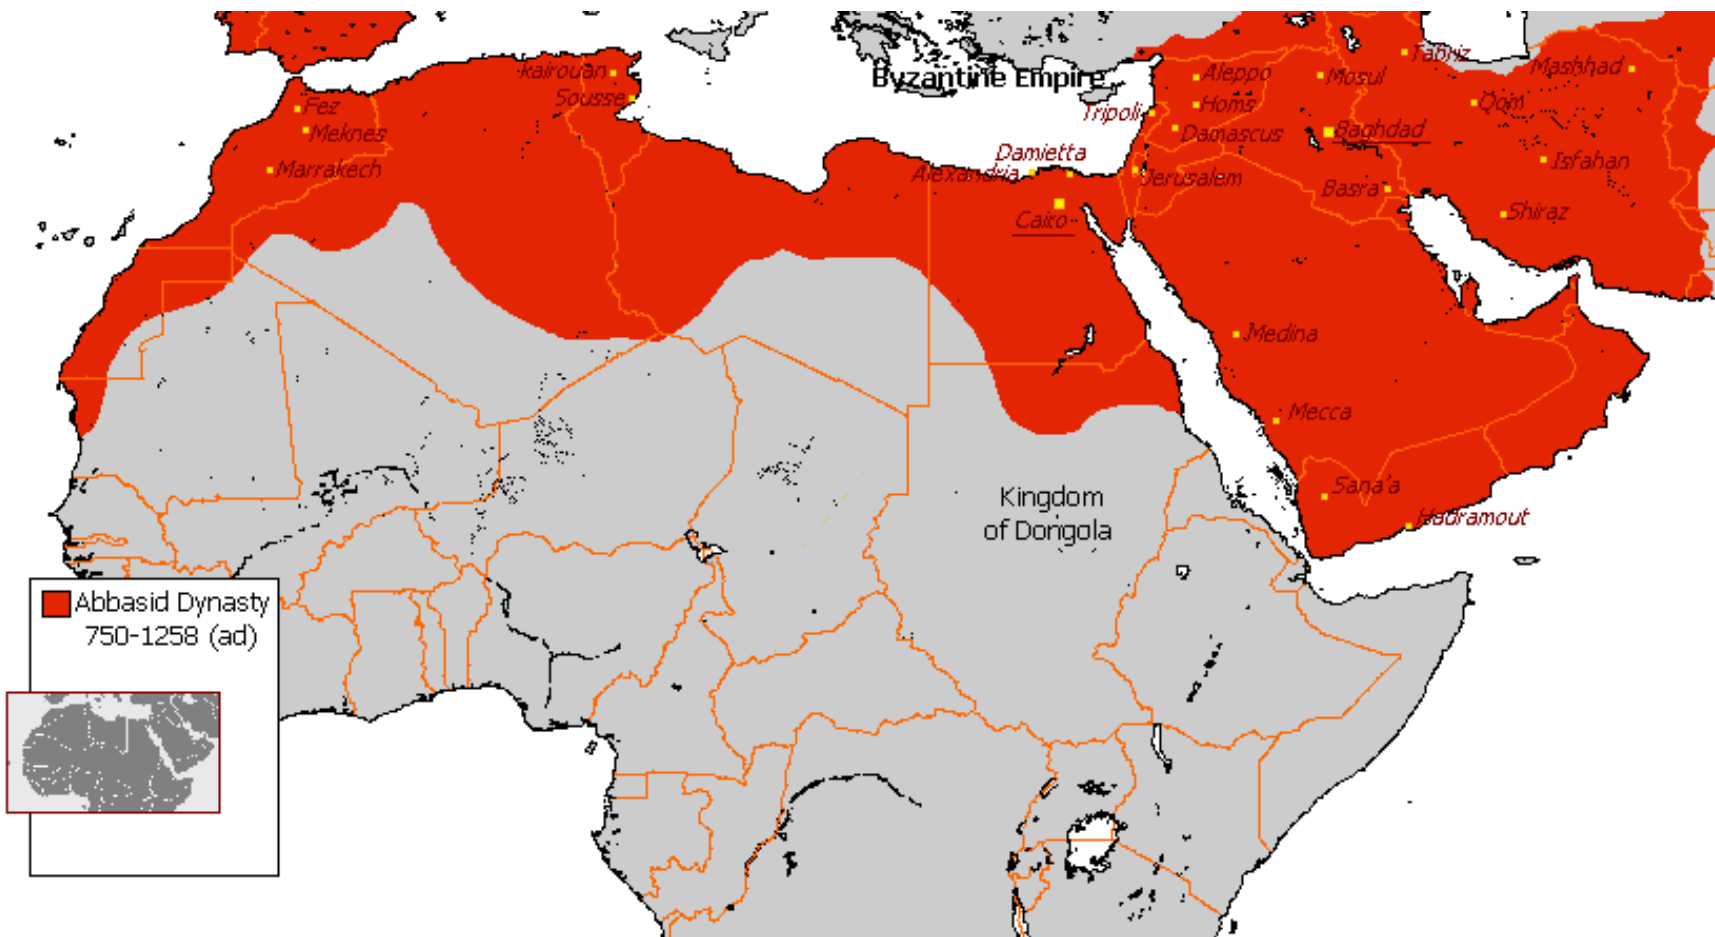 kairouan
Sousse
Fez
Meknes
Marrakech
Byzantine Empire
Tripoli
Aleppo
Homs
Damascus
Mosul
Tabriz
Mashhad
Qom
Baghdad
Isfahan
Damietta
Alexandria
Jerusalem
Basra
Shiraz
Cairo
Medina
Mecca
Sana'a
Hadramout
Kingdom
of Dongola
Abbasid Dynasty
750-1258 (ad)